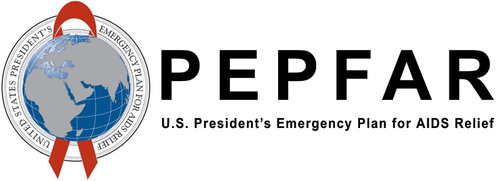 UNITED STATES PRESIDENT'S EMERGENCY PLAN FOR AIDS RELIEF
PEPFAR
U.S. President's Emergency Plan for AIDS Relief